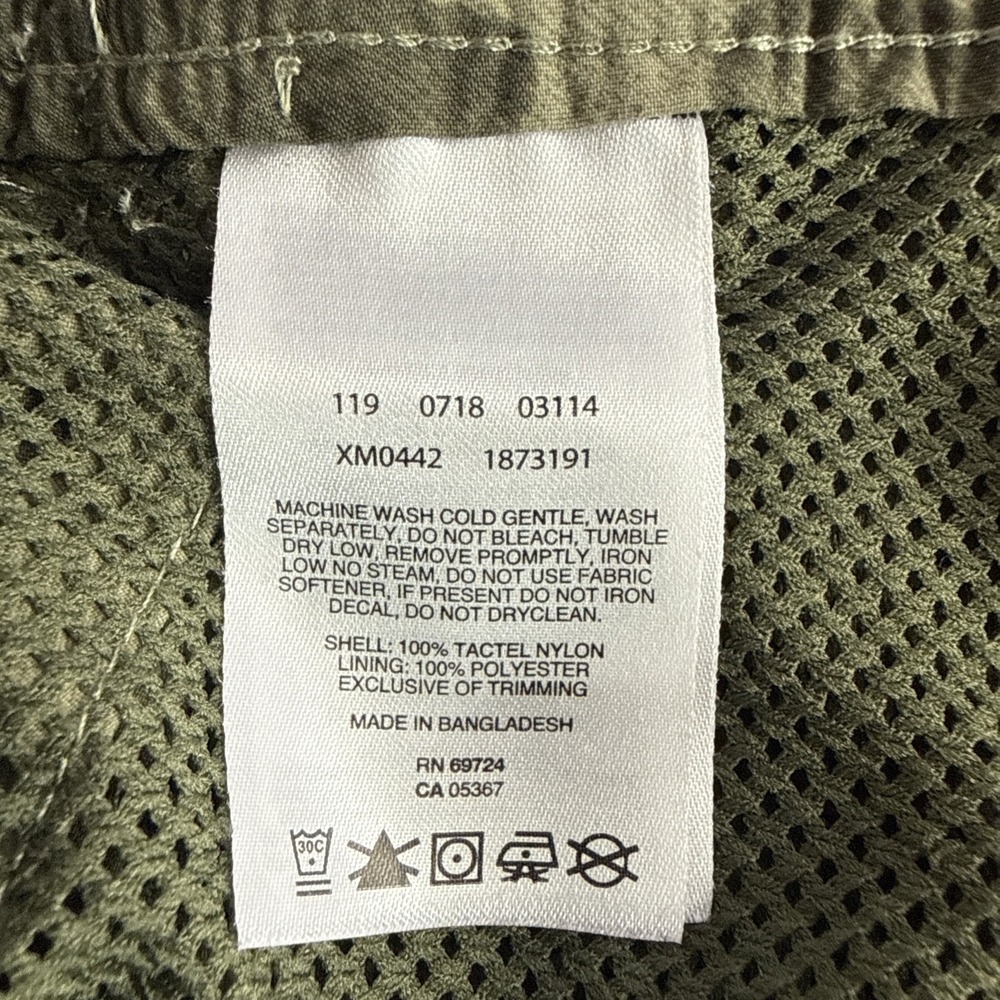 119 0718 03114
XM0442 1873191
MACHINE WASH COLD GENTLE, WASH
SEPARATELY, DO NOT BLEACH, TUMBLE
DRY LOW, REMOVE PROMPTLY, IRON
LOW NO STEAM, DO NOT USE FABRIC
SOFTENER, IF PRESENT DO NOT IRON
DECAL, DO NOT DRYCLEAN.
SHELL: 100% TACTEL NYLON
LINING: 100% POLYESTER
EXCLUSIVE OF TRIMMING
MADE IN BANGLADESH
RN 69724
CA 05367
30C